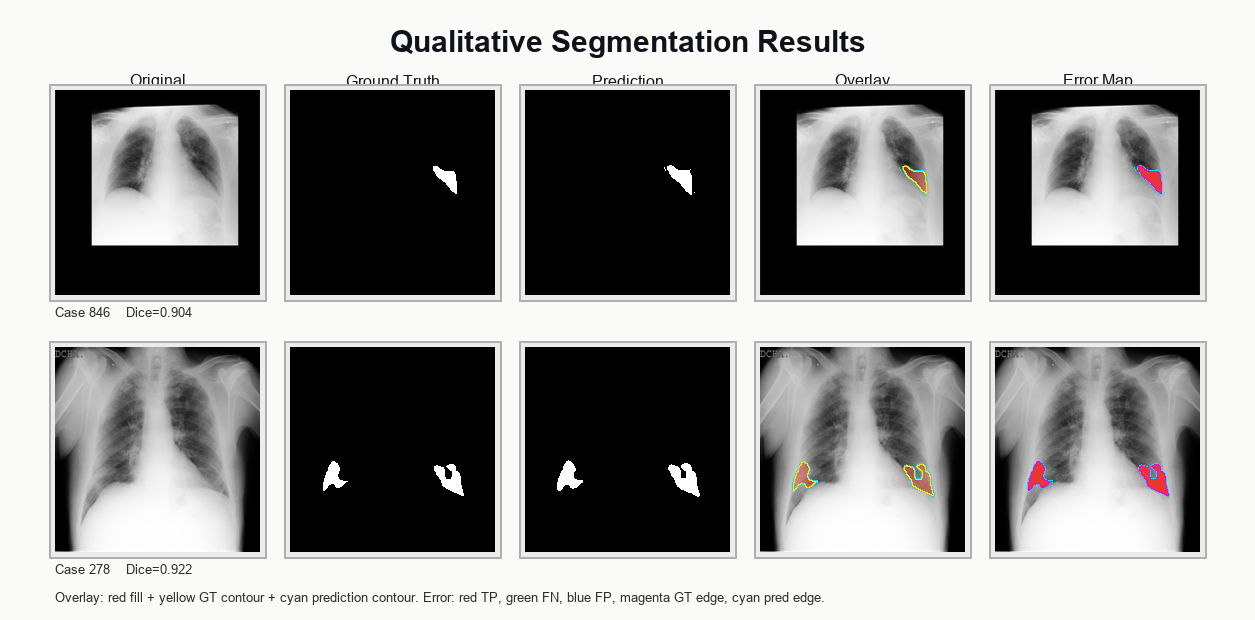 Qualitative Segmentation Results
Original Ground Truth Prediction Overlay Error Map
Case 846 Dice=0.904
Case 278 Dice=0.922
Overlay: red fill + yellow GT contour + cyan prediction contour. Error: red TP, green FN, blue FP, magenta GT edge, cyan pred edge.